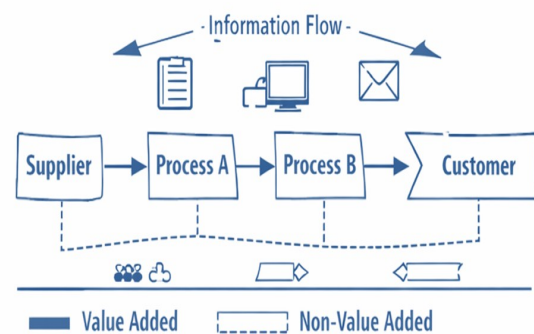 - Information Flow -
Supplier
Process A
Process B
Customer
Value Added
Non-Value Added